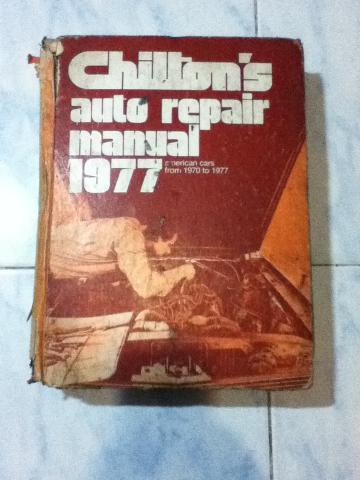 Chilton's
auto repair
manual
1977
american cars
from 1970 to 1977